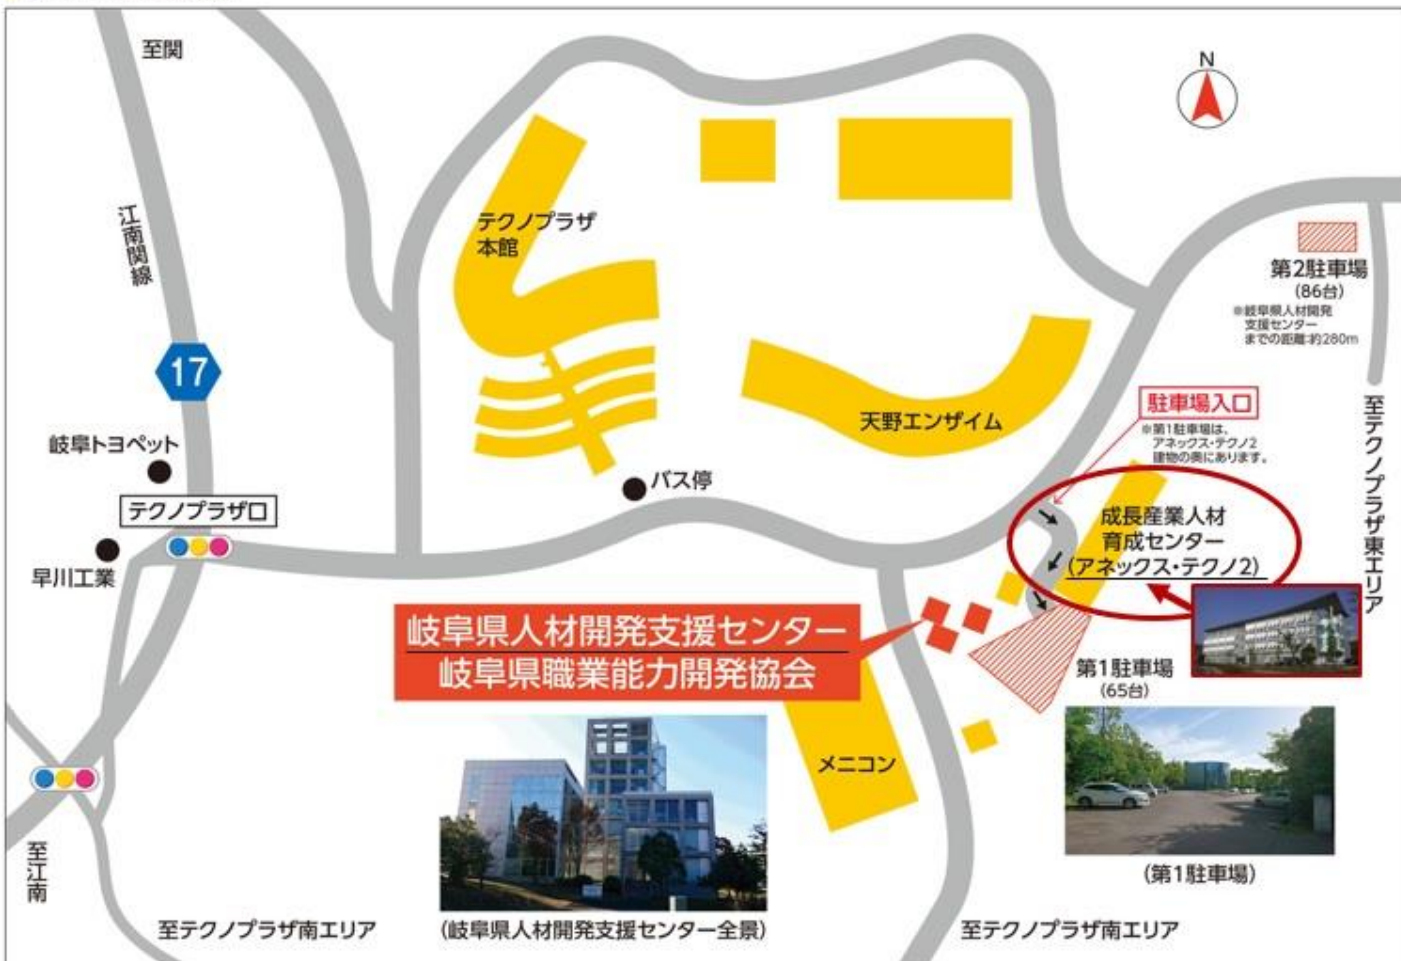 至関
N
江南関線
テクノプラザ
本館
第2駐車場
(86台)
※岐阜県人材開発
支援センター
までの距離:約280m
17
駐車場入口
※第1駐車場は、
アネックス・テクノ2
建物の奥にあります。
天野エンザイム
至テクノプラザ東エリア
岐阜トヨペット
バス停
テクノプラザ口
成長産業人材
育成センター
(アネックス・テクノ2)
早川工業
岐阜県人材開発支援センター
岐阜県職業能力開発協会
第1駐車場
(65台)
メニコン
至江南
(第1駐車場)
至テクノプラザ南エリア
(岐阜県人材開発支援センター全景)
至テクノプラザ南エリア